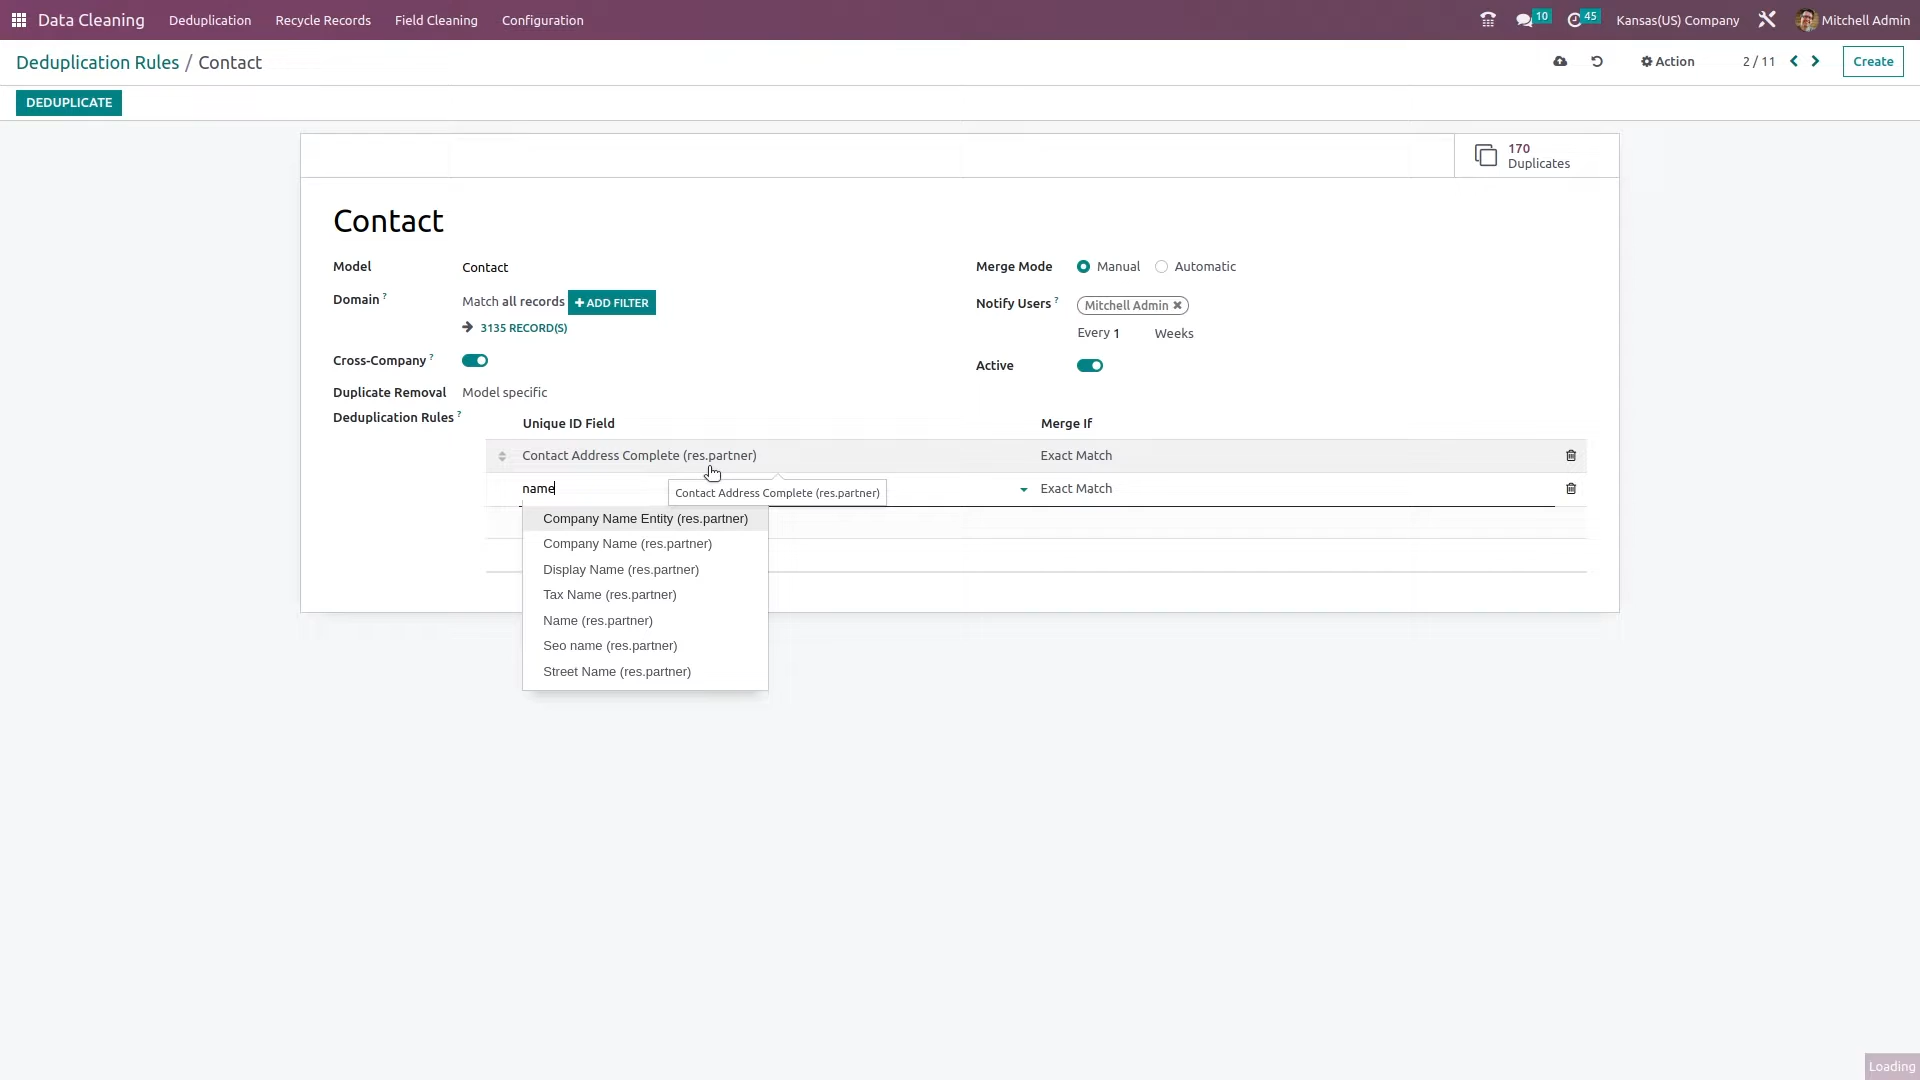 Data Cleaning Deduplication Recycle Records Field Cleaning Configuration 10 45 Kansas(US) Company Mitchell Admin
Deduplication Rules / Contact Action 2 / 11 Create
DEDUPLICATE
170
Duplicates
Contact
Model Contact
Domain ? Match all records + ADD FILTER
3135 RECORD(S)
Cross-Company ?
Duplicate Removal Model specific
Merge Mode Manual Automatic
Notify Users ? Mitchell Admin ✖
Every 1 Weeks
Active
Deduplication Rules ?
Unique ID Field Merge If
Contact Address Complete (res.partner) Exact Match
name Exact Match
Contact Address Complete (res.partner)
Company Name Entity (res.partner)
Company Name (res.partner)
Display Name (res.partner)
Tax Name (res.partner)
Name (res.partner)
Seo name (res.partner)
Street Name (res.partner)
Loading